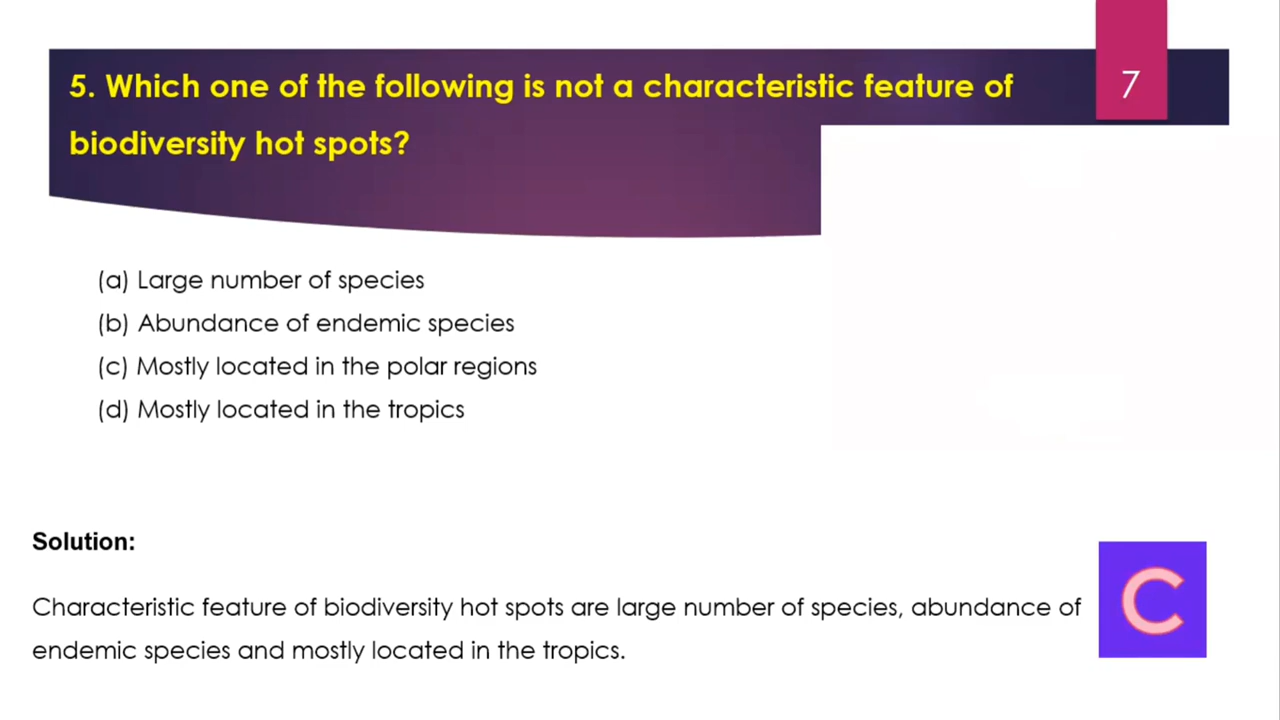 5. Which one of the following is not a characteristic feature of
biodiversity hot spots?
7
(a) Large number of species
(b) Abundance of endemic species
(c) Mostly located in the polar regions
(d) Mostly located in the tropics
Solution:
Characteristic feature of biodiversity hot spots are large number of species, abundance of
endemic species and mostly located in the tropics.
C